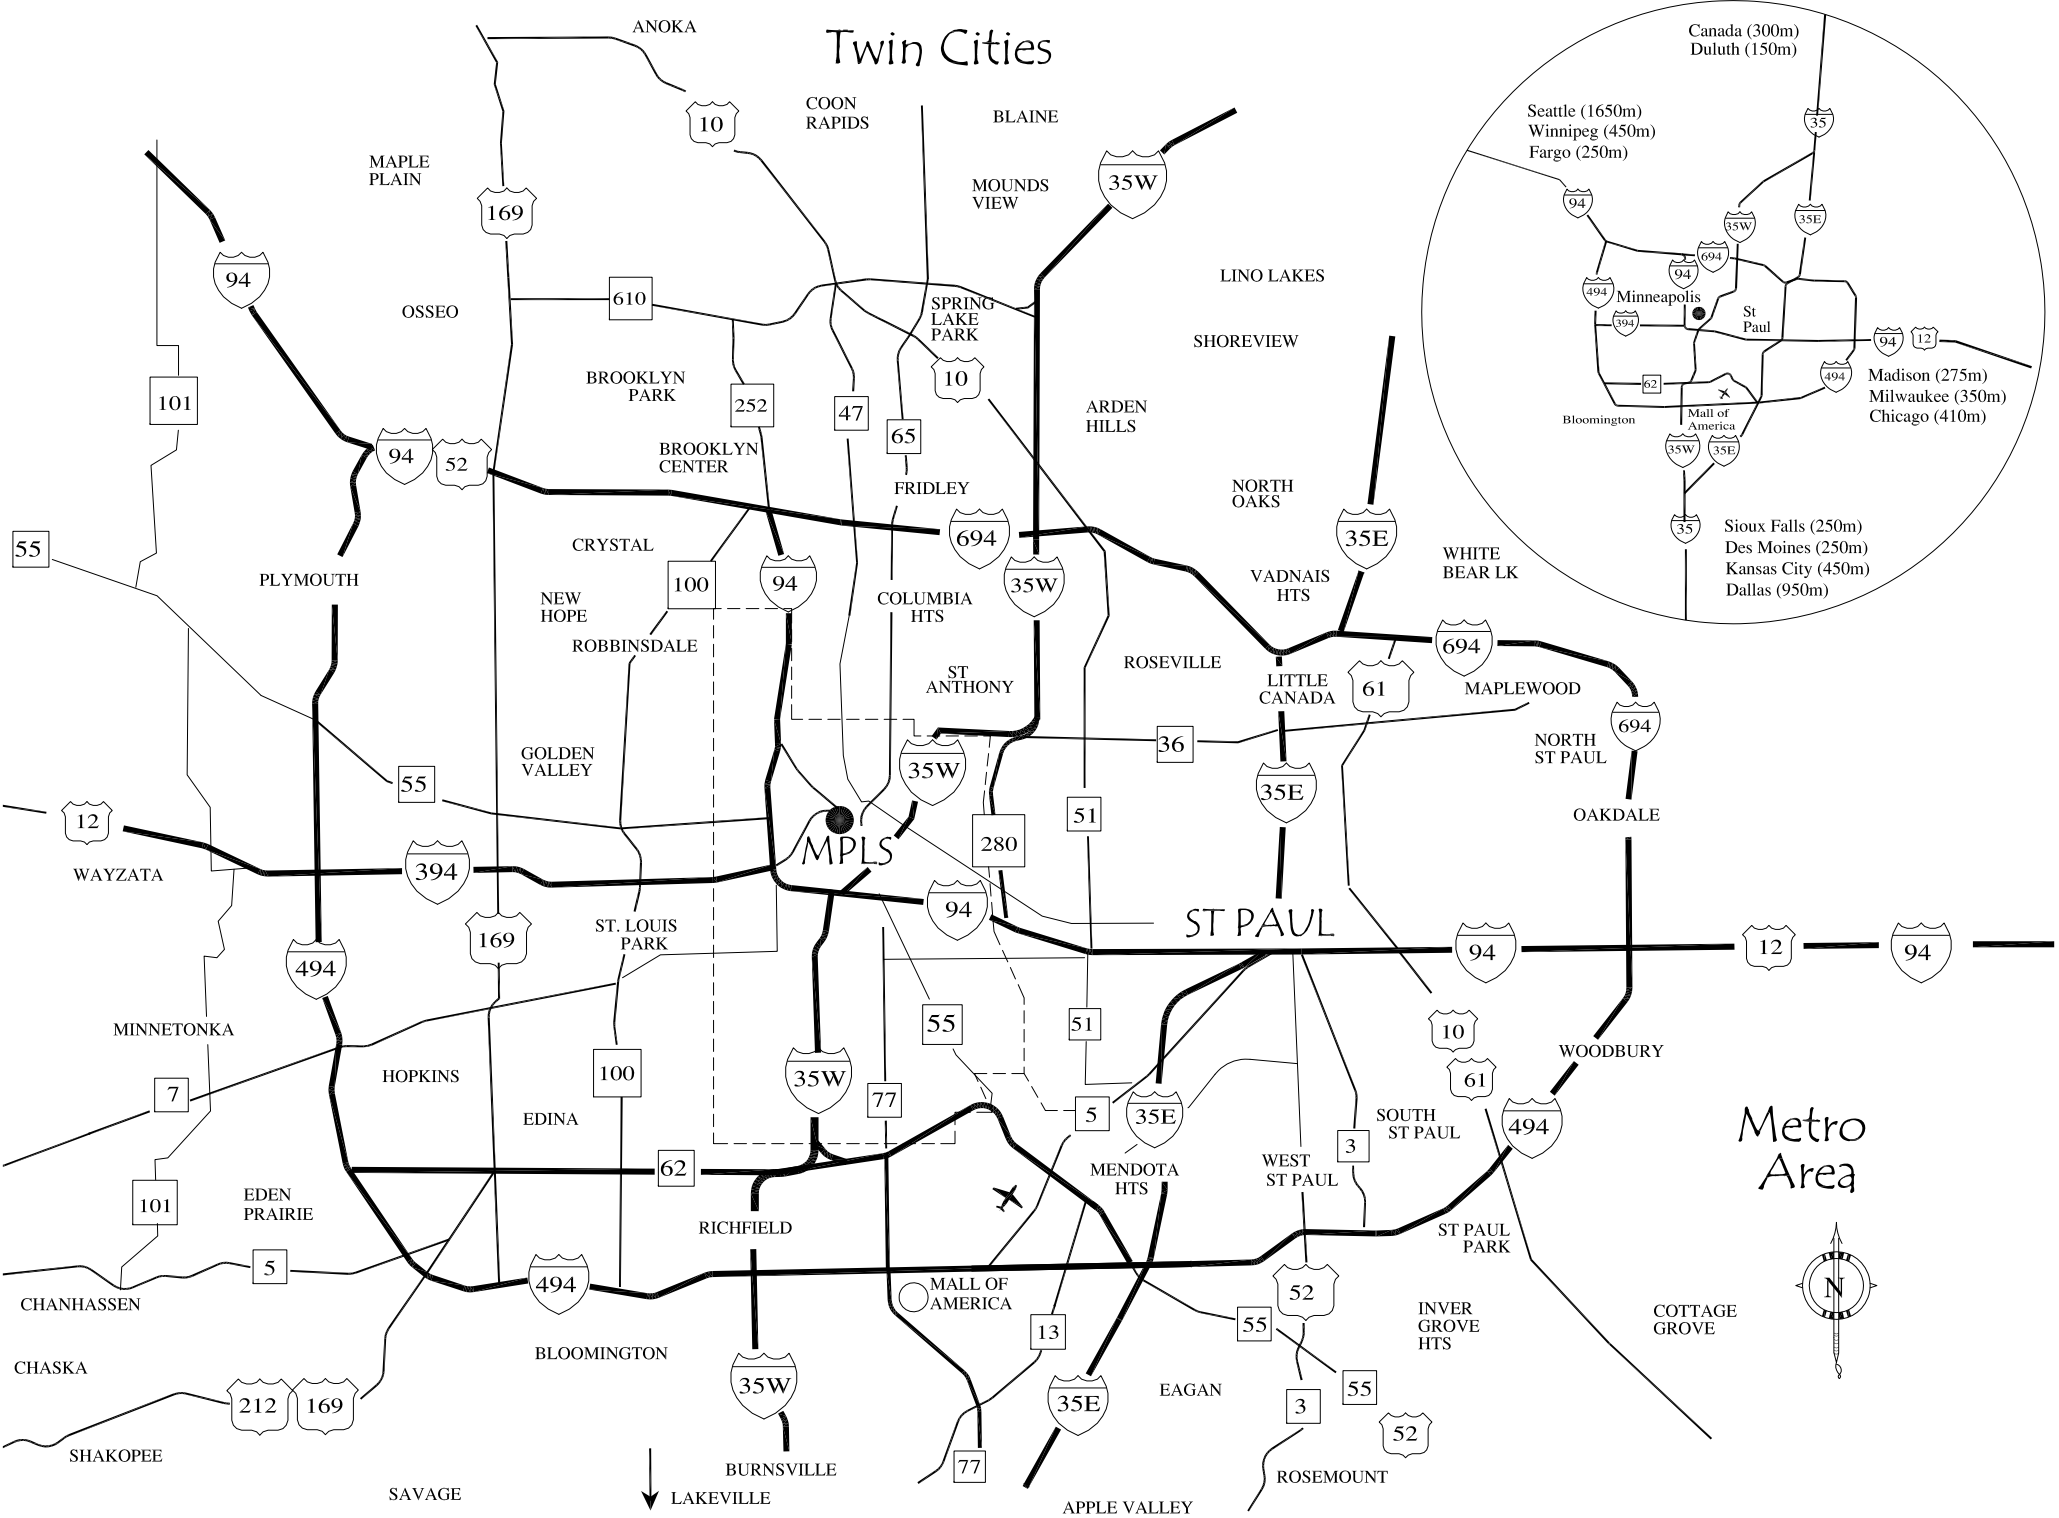 Twin Cities
ANOKA
10
COON
RAPIDS
BLAINE
35W
MAPLE
PLAIN
169
MOUNDS
VIEW
94
LINO LAKES
610
OSSEO
SPRING
LAKE
PARK
SHOREVIEW
BROOKLYN
PARK
10
101
252
47
65
ARDEN
HILLS
94
52
BROOKLYN
CENTER
FRIDLEY
NORTH
OAKS
55
CRYSTAL
694
35E
WHITE
BEAR LK
PLYMOUTH
100
94
35W
VADNAIS
HTS
NEW
HOPE
COLUMBIA
HTS
ROBBINSDALE
694
ST
ANTHONY
ROSEVILLE
LITTLE
CANADA
61
MAPLEWOOD
694
36
NORTH
ST PAUL
GOLDEN
VALLEY
55
35W
35E
12
51
OAKDALE
MPLS
280
WAYZATA
394
94
ST PAUL
ST. LOUIS
PARK
169
494
94
12
94
MINNETONKA
55
51
10
WOODBURY
HOPKINS
100
35W
61
7
77
5
35E
EDINA
SOUTH
ST PAUL
494
3
62
MENDOTA
HTS
WEST
ST PAUL
101
EDEN
PRAIRIE
RICHFIELD
ST PAUL
PARK
5
494
MALL OF
AMERICA
52
CHANHASSEN
13
55
INVER
GROVE
HTS
COTTAGE
GROVE
BLOOMINGTON
CHASKA
35W
35E
EAGAN
55
212
169
3
52
SHAKOPEE
BURNSVILLE
77
ROSEMOUNT
SAVAGE
LAKEVILLE
APPLE VALLEY
Metro
Area
N
Canada (300m)
Duluth (150m)
35
Seattle (1650m)
Winnipeg (450m)
Fargo (250m)
94
35W
35E
694
94
494
Minneapolis
394
St
Paul
94
12
62
494
Madison (275m)
Milwaukee (350m)
Chicago (410m)
Bloomington
Mall of
America
35W
35E
35
Sioux Falls (250m)
Des Moines (250m)
Kansas City (450m)
Dallas (950m)